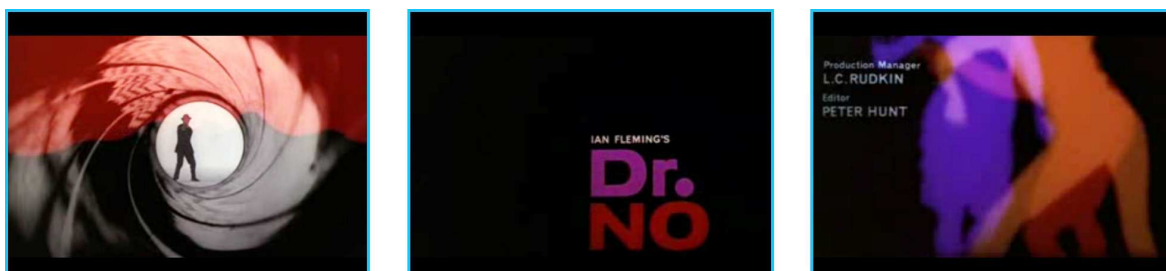 IAN FLEMING'S
Dr.
NO
Production Manager
L.C. RUDKIN
Editor
PETER HUNT